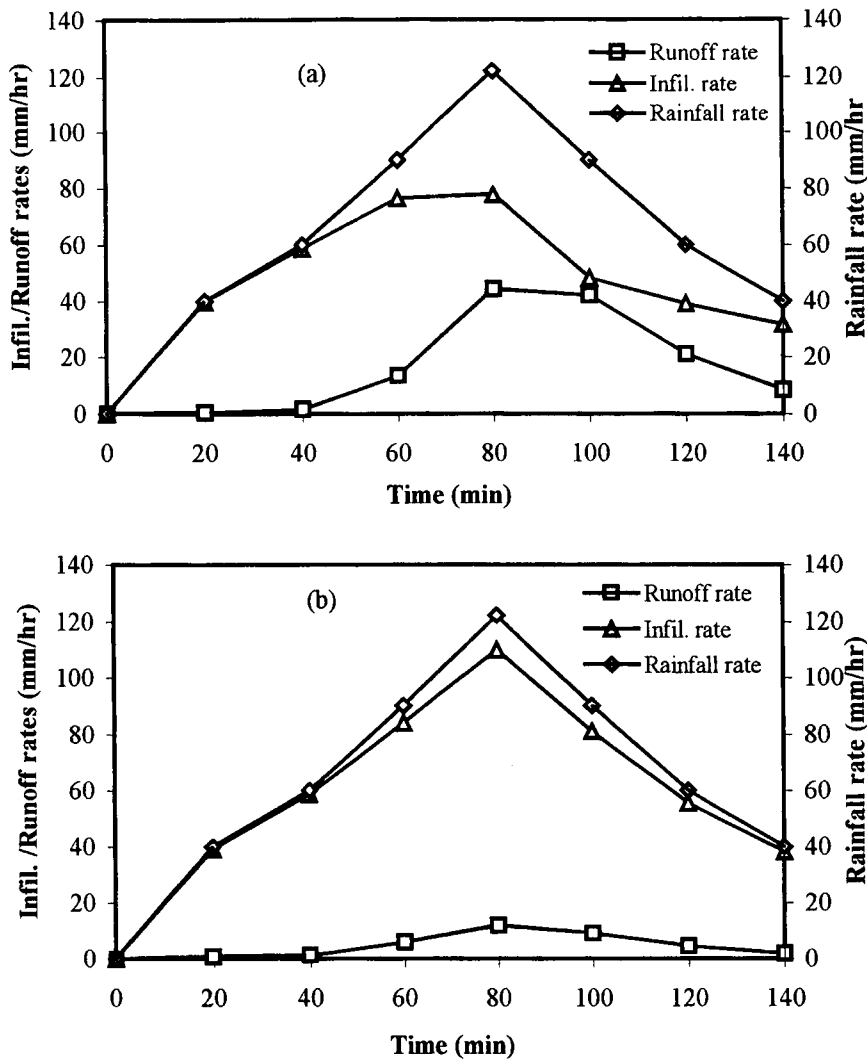 140
120
100
80
60
40
20
0
Infil./Runoff rates (mm/hr)
(a)
Runoff rate
Infil. rate
Rainfall rate
140
120
100
80
60
40
20
0
Rainfall rate (mm/hr)
0 20 40 60 80 100 120 140
Time (min)
140
120
100
80
60
40
20
0
Infil. /Runoff rates (mm/hr)
(b)
Runoff rate
Infil. rate
Rainfall rate
140
120
100
80
60
40
20
0
Rainfall rate (mm/hr)
0 20 40 60 80 100 120 140
Time (min)